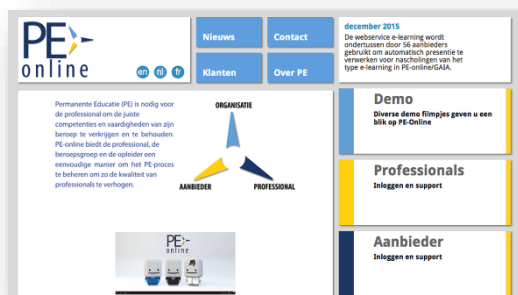 PE
online
en nl fr
Nieuws
Contact
Klanten
Over PE
december 2015
De webservice e-learning wordt
ondertussen door 56 aanbieders
gebruikt om automatisch presentie te
verwerken voor nascholingen van het
type e-learning in PE-online/GAIA.
Permanente Educatie (PE) is nodig voor
de professional om de juiste
competenties en vaardigheden van zijn
beroep te verkrijgen en te behouden.
PE-online biedt de professional, de
beroepsgroep en de opleider een
eenvoudige manier om het PE-proces
te beheren om zo de kwaliteit van
professionals te verhogen.
ORGANISATIE
AANBIEDER
PROFESSIONAL
PE
online
Demo
Diverse demo filmpjes geven u een
blik op PE-Online
Professionals
Inloggen en support
Aanbieder
Inloggen en support